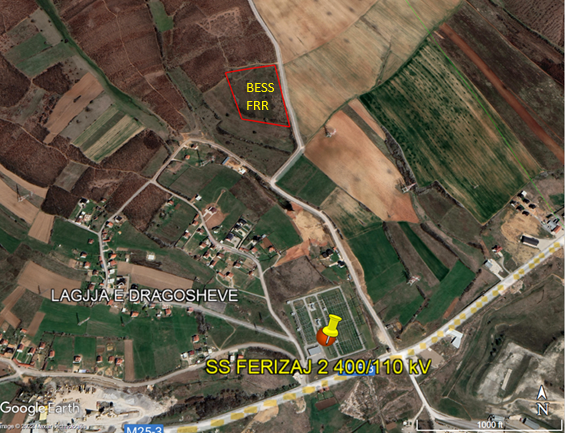 BESS
FRR
LAGJJA E DRAGOSHEVE
SS FERIZAJ 2 400/110 kV
Google Earth
N
1000 ft
M25-3